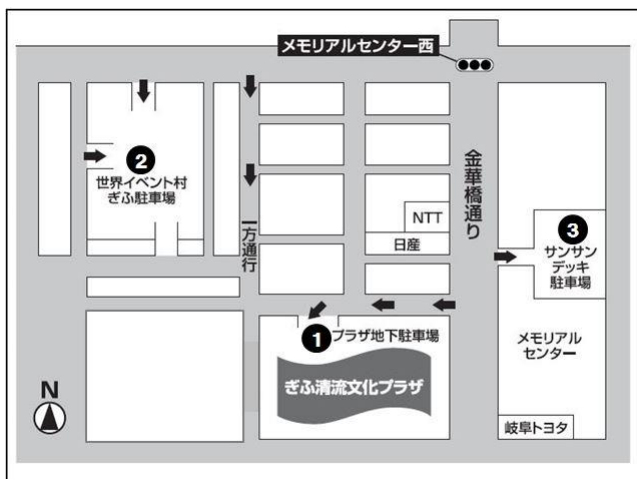 メモリアルセンター西
2
世界イベント村
ぎふ駐車場
一方通行
金華橋通り
NTT
日産
3
サンサン
デッキ
駐車場
1
プラザ地下駐車場
ぎふ清流文化プラザ
メモリアル
センター
岐阜トヨタ
N